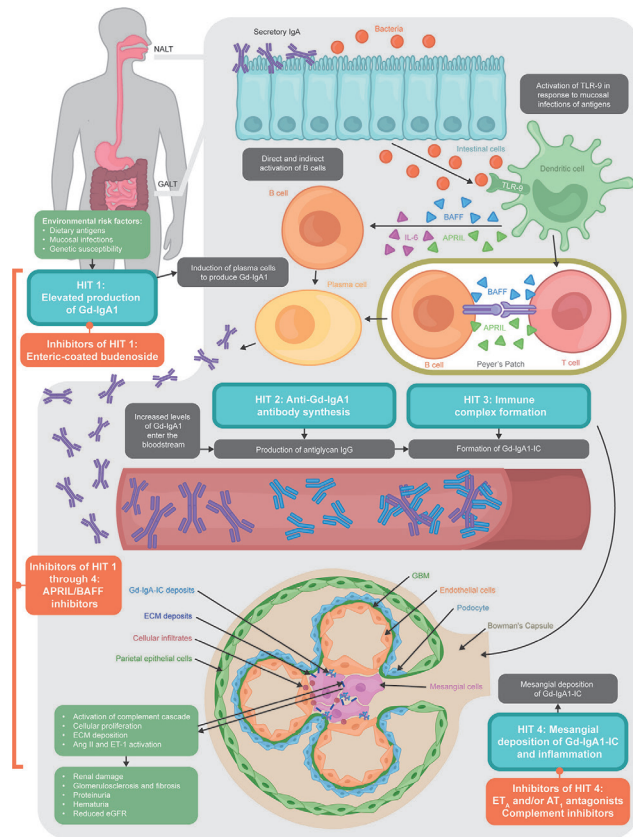 Secretory IgA
Bacteria
NALT
GALT
Activation of TLR-9 in
response to mucosal
infections of antigens
Intestinal cells
Dendritic cell
TLR-9
Direct and indirect
activation of B cells
B cell
BAFF
IL-6
APRIL
Environmental risk factors:
• Dietary antigens
• Mucosal infections
• Genetic susceptibility
HIT 1:
Elevated production
of Gd-IgA1
Induction of plasma cells
to produce Gd-IgA1
Plasma cell
BAFF
APRIL
B cell
Peyer's Patch
T cell
Inhibitors of HIT 1:
Enteric-coated budenoside
HIT 2: Anti-Gd-IgA1
antibody synthesis
HIT 3: Immune
complex formation
Increased levels
of Gd-IgA1
enter the
bloodstream
Production of antiglycan IgG
Formation of Gd-IgA1-IC
Inhibitors of HIT 1
through 4:
APRIL/BAFF
inhibitors
Gd-IgA-IC deposits
ECM deposits
Cellular infiltrates
Parietal epithelial cells
GBM
Endothelial cells
Podocyte
Bowman's Capsule
Mesangial cells
Mesangial deposition
of Gd-IgA1-IC
• Activation of complement cascade
• Cellular proliferation
• ECM deposition
• Ang II and ET-1 activation
HIT 4: Mesangial
deposition of Gd-IgA1-IC
and inflammation
• Renal damage
• Glomerulosclerosis and fibrosis
• Proteinuria
• Hematuria
• Reduced eGFR
Inhibitors of HIT 4:
ETA and/or AT1 antagonists
Complement inhibitors